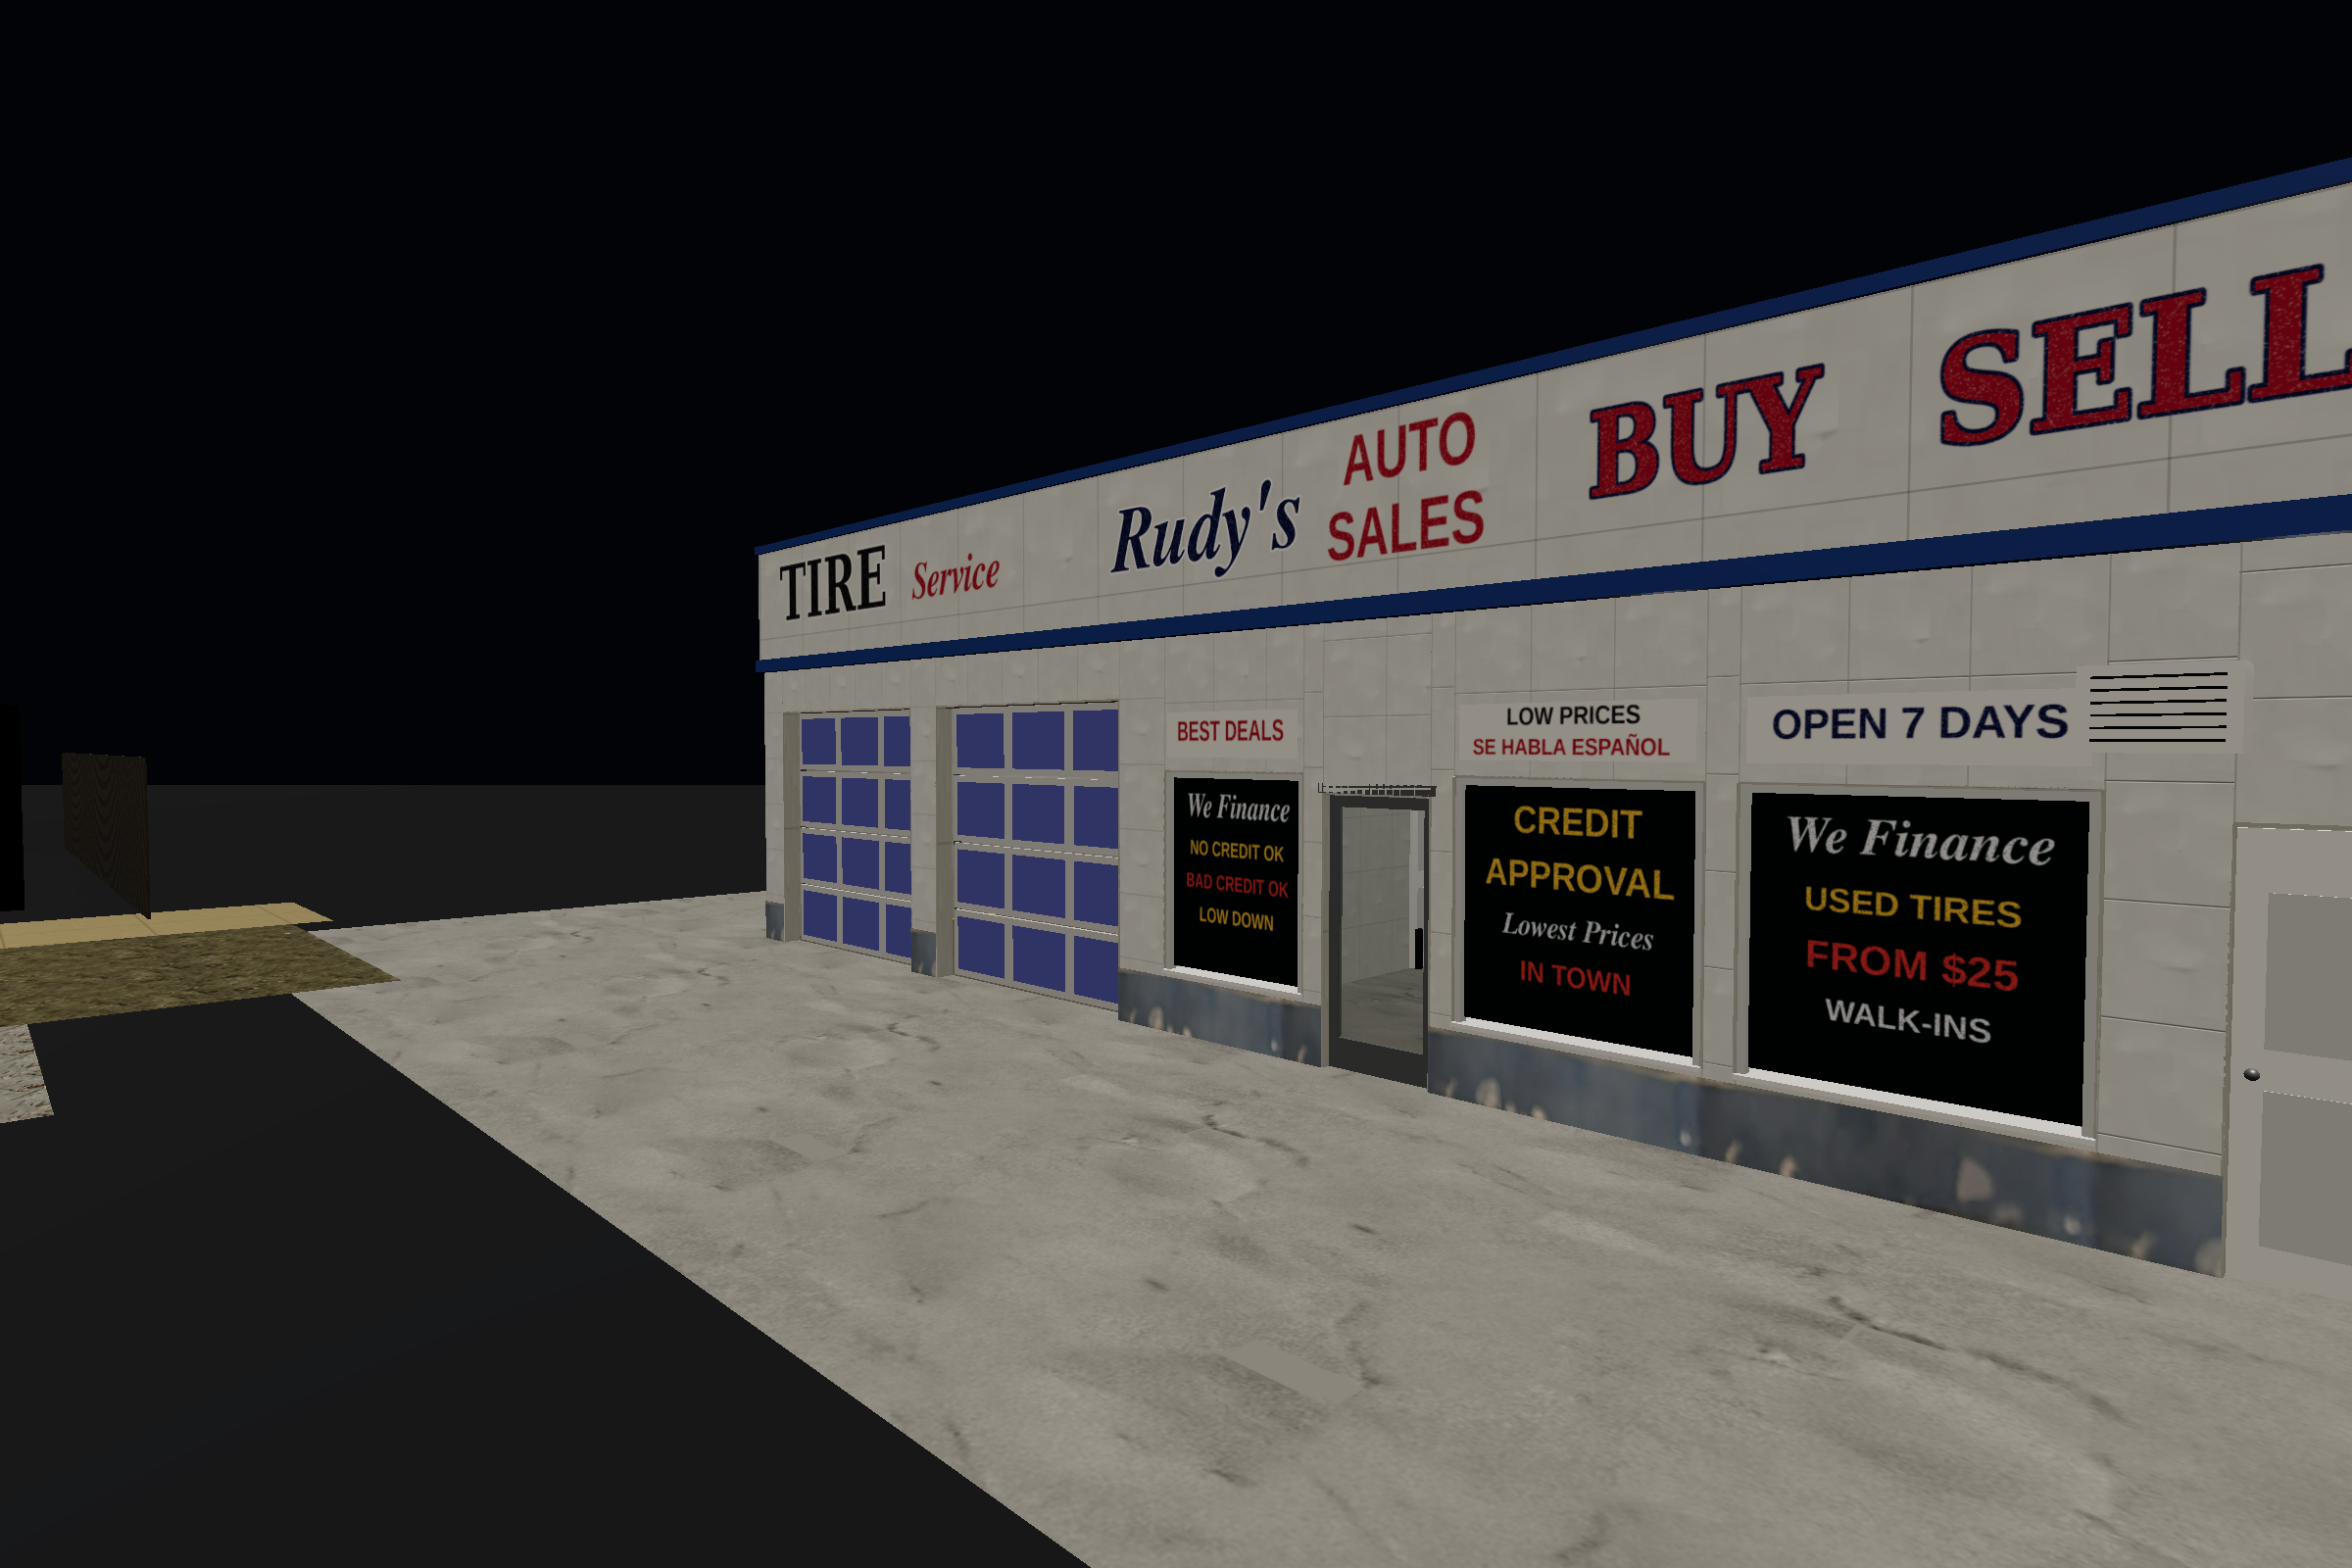 TIRE Service
Rudy's
AUTO
SALES
BUY SELL
BEST DEALS
We Finance
NO CREDIT OK
BAD CREDIT OK
LOW DOWN
LOW PRICES
SE HABLA ESPAÑOL
CREDIT
APPROVAL
Lowest Prices
IN TOWN
OPEN 7 DAYS
We Finance
USED TIRES
FROM $25
WALK-INS